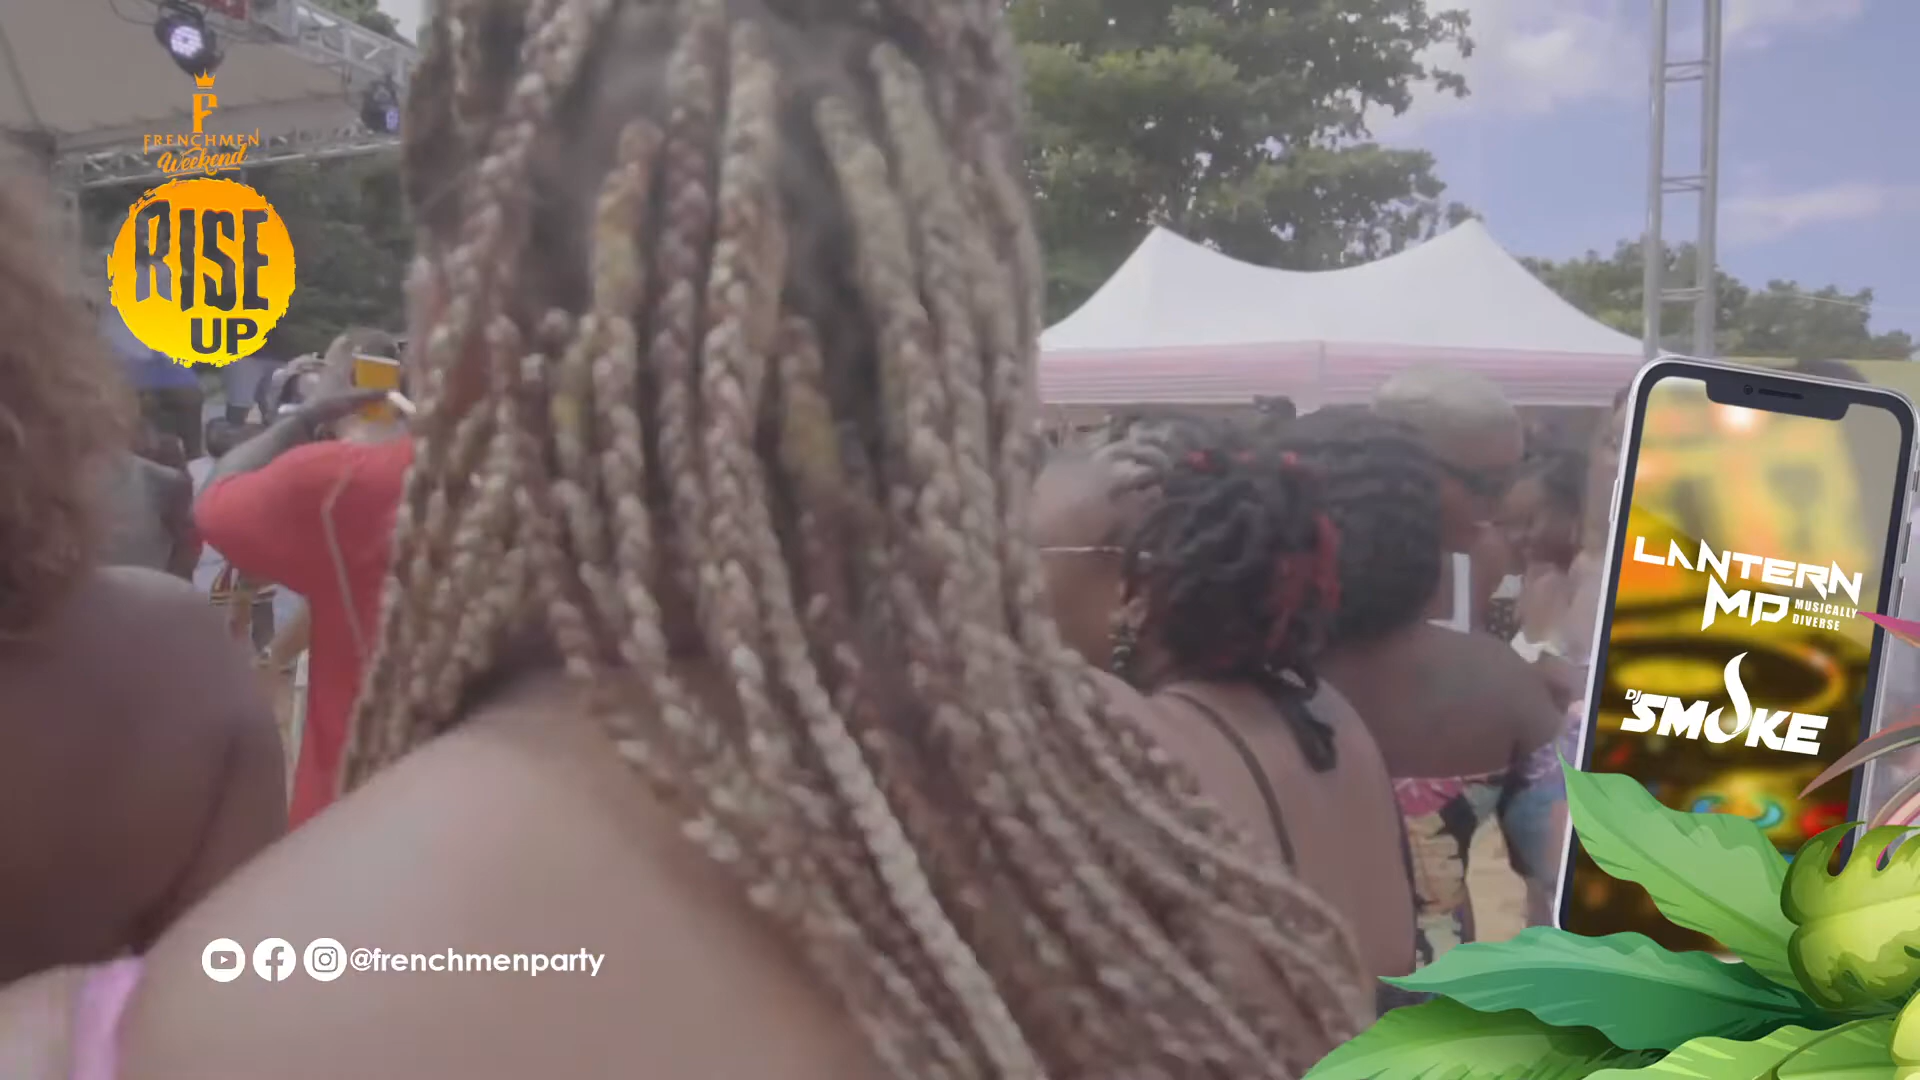 F
FRENCHMEN
Weekend
RISE
UP
LANTERN
MD MUSICALLY
DIVERSE
DJ SMOKE
@frenchmenparty